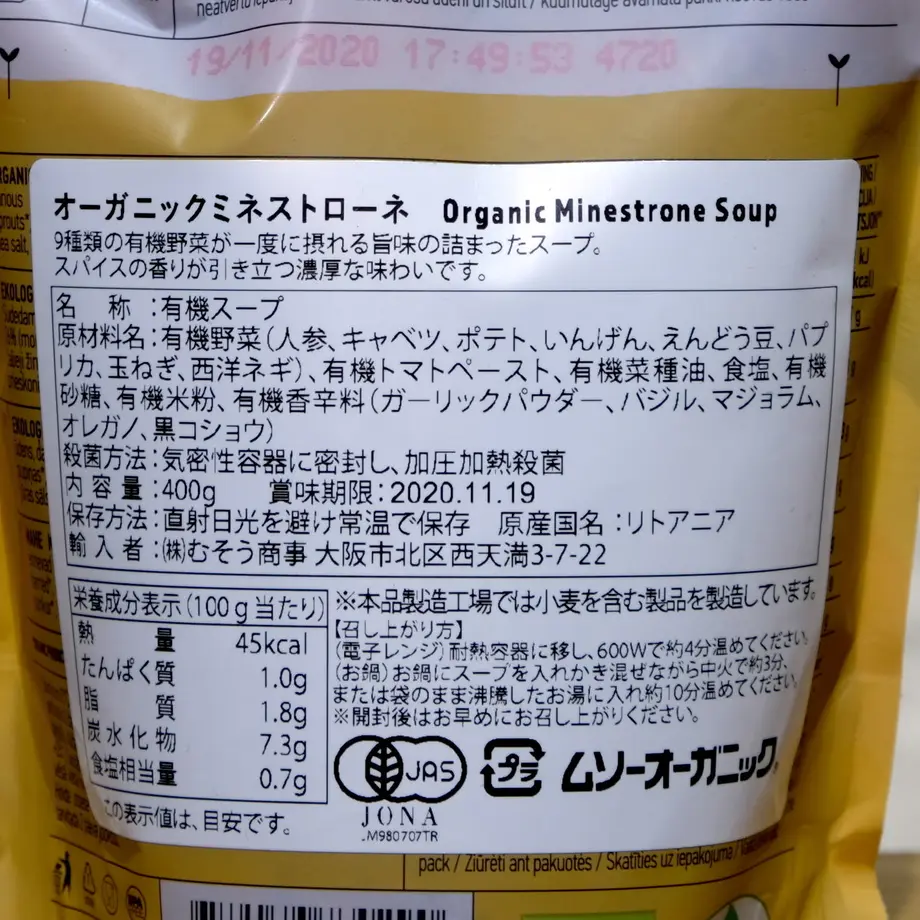 19/11/2020 17:49:53 4720
オーガニックミネストローネ Organic Minestrone Soup
9種類の有機野菜が一度に摂れる旨味の詰まったスープ。
スパイスの香りが引き立つ濃厚な味わいです。
名 称:有機スープ
原材料名:有機野菜(人参、キャベツ、ポテト、いんげん、えんどう豆、パプ
リカ、玉ねぎ、西洋ネギ)、有機トマトペースト、有機菜種油、食塩、有機
砂糖、有機米粉、有機香辛料(ガーリックパウダー、バジル、マジョラム、
オレガノ、黒コショウ)
殺菌方法:気密性容器に密封し、加圧加熱殺菌
内容量:400g 賞味期限:2020.11.19
保存方法:直射日光を避け常温で保存 原産国名:リトアニア
輸入者:㈱むそう商事 大阪市北区西天満3-7-22
栄養成分表示(100g当たり)
熱 量 45kcal
たんぱく質 1.0g
脂 質 1.8g
炭水化物 7.3g
食塩相当量 0.7g
この表示値は、目安です。
※本品製造工場では小麦を含む製品を製造しています。
【召し上がり方】
(電子レンジ)耐熱容器に移し、600Wで約4分温めてください。
(お鍋)お鍋にスープを入れかき混ぜながら中火で約3分、
または袋のまま沸騰したお湯に入れ約10分温めてください。
※開封後はお早めにお召し上がりください。
JAS
JONA
M980707TR
プラ
ムソーオーガニック
pack / Žiūrėti ant pakuotės / Skatīties uz iepakojuma /